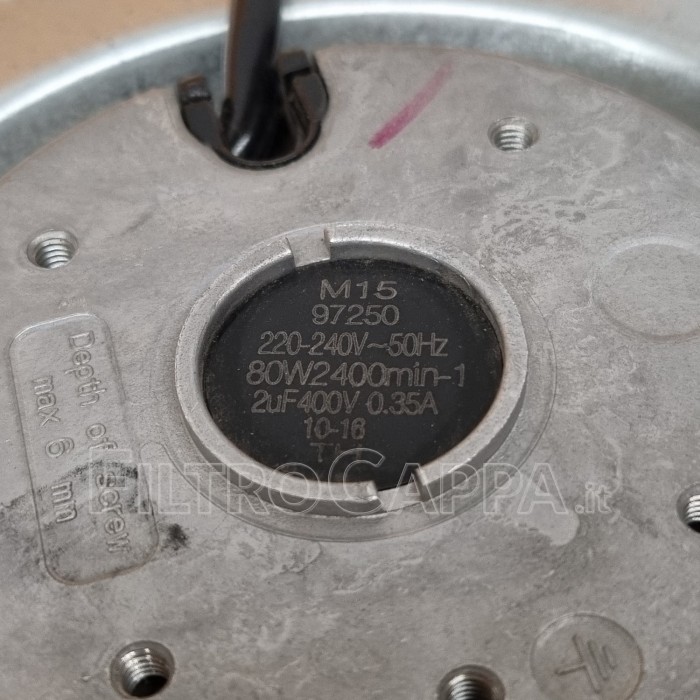 M15
97250
220-240V~50Hz
80W2400min-1
2uF400V 0.35A
10-16
Depth of screw
max 6 mm
FILTROCAPPA.it